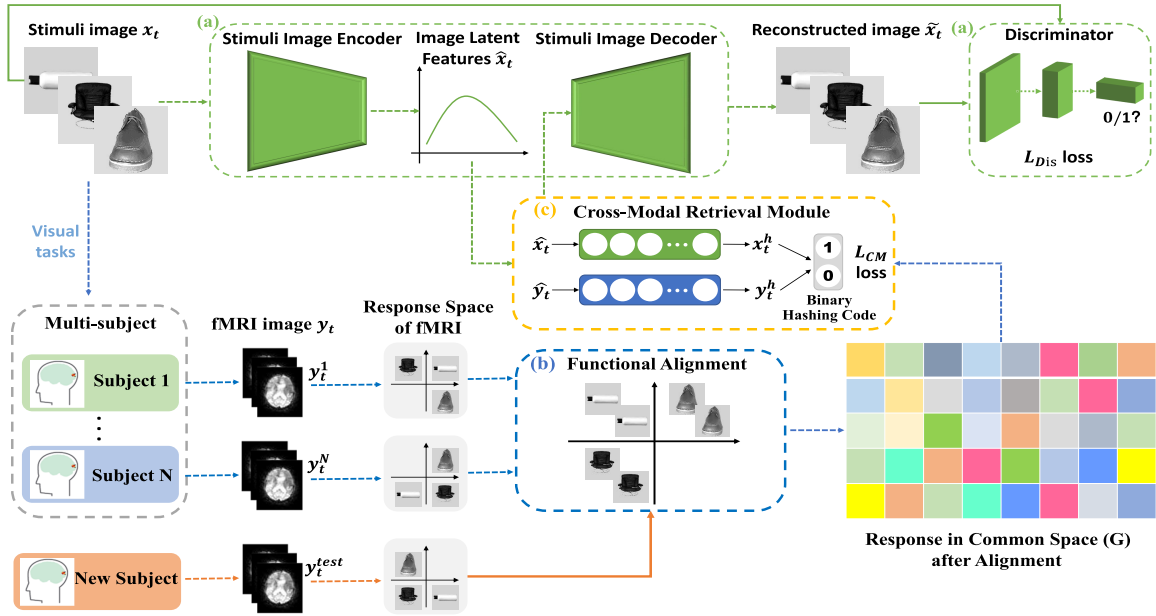 Stimuli image x_t
(a)
Stimuli Image Encoder
Image Latent
Features x̂_t
Stimuli Image Decoder
Reconstructed image x̃_t
(a)
Discriminator
0/1?
L_Dis loss
Visual
tasks
(c)
Cross-Modal Retrieval Module
x̂_t
x_t^h
ŷ_t
y_t^h
1
0
L_CM
loss
Binary
Hashing Code
Multi-subject
Subject 1
Subject N
New Subject
fMRI image y_t
y_t^1
y_t^N
y_t^test
Response Space
of fMRI
(b)
Functional Alignment
Response in Common Space (G)
after Alignment